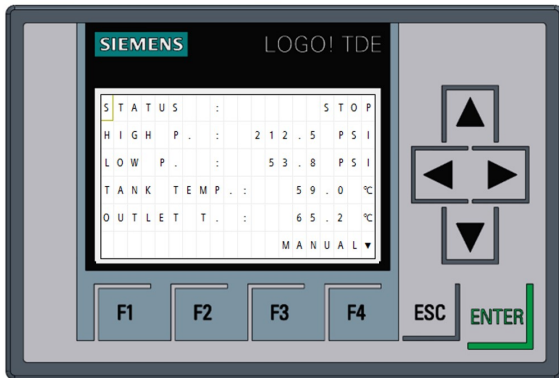 SIEMENS LOGO! TDE
STATUS : STOP
HIGH P. : 212.5 PSI
LOW P. : 53.8 PSI
TANK TEMP.: 59.0 ℃
OUTLET T. : 65.2 ℃
MANUAL▼
F1 F2 F3 F4 ESC ENTER